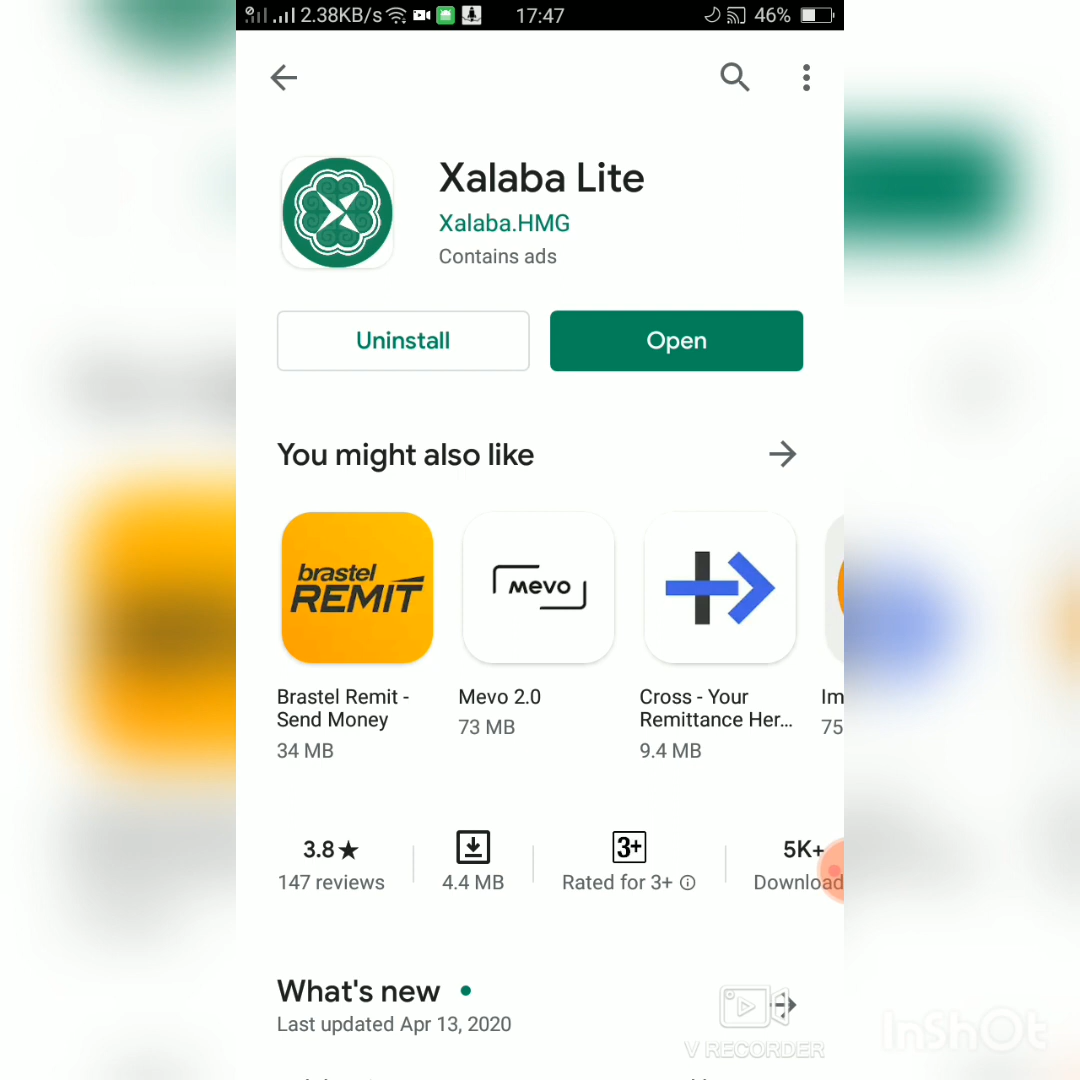 2.38KB/s 17:47 46%
Xalaba Lite
Xalaba.HMG
Contains ads
Uninstall Open
You might also like
brastel
REMIT
mevo
Brastel Remit -
Send Money
34 MB
Mevo 2.0
73 MB
Cross - Your
Remittance Her...
9.4 MB
Im
75
3.8★ 3+ 5K+
147 reviews 4.4 MB Rated for 3+ Download
What's new
Last updated Apr 13, 2020
V RECORDER
InShOt